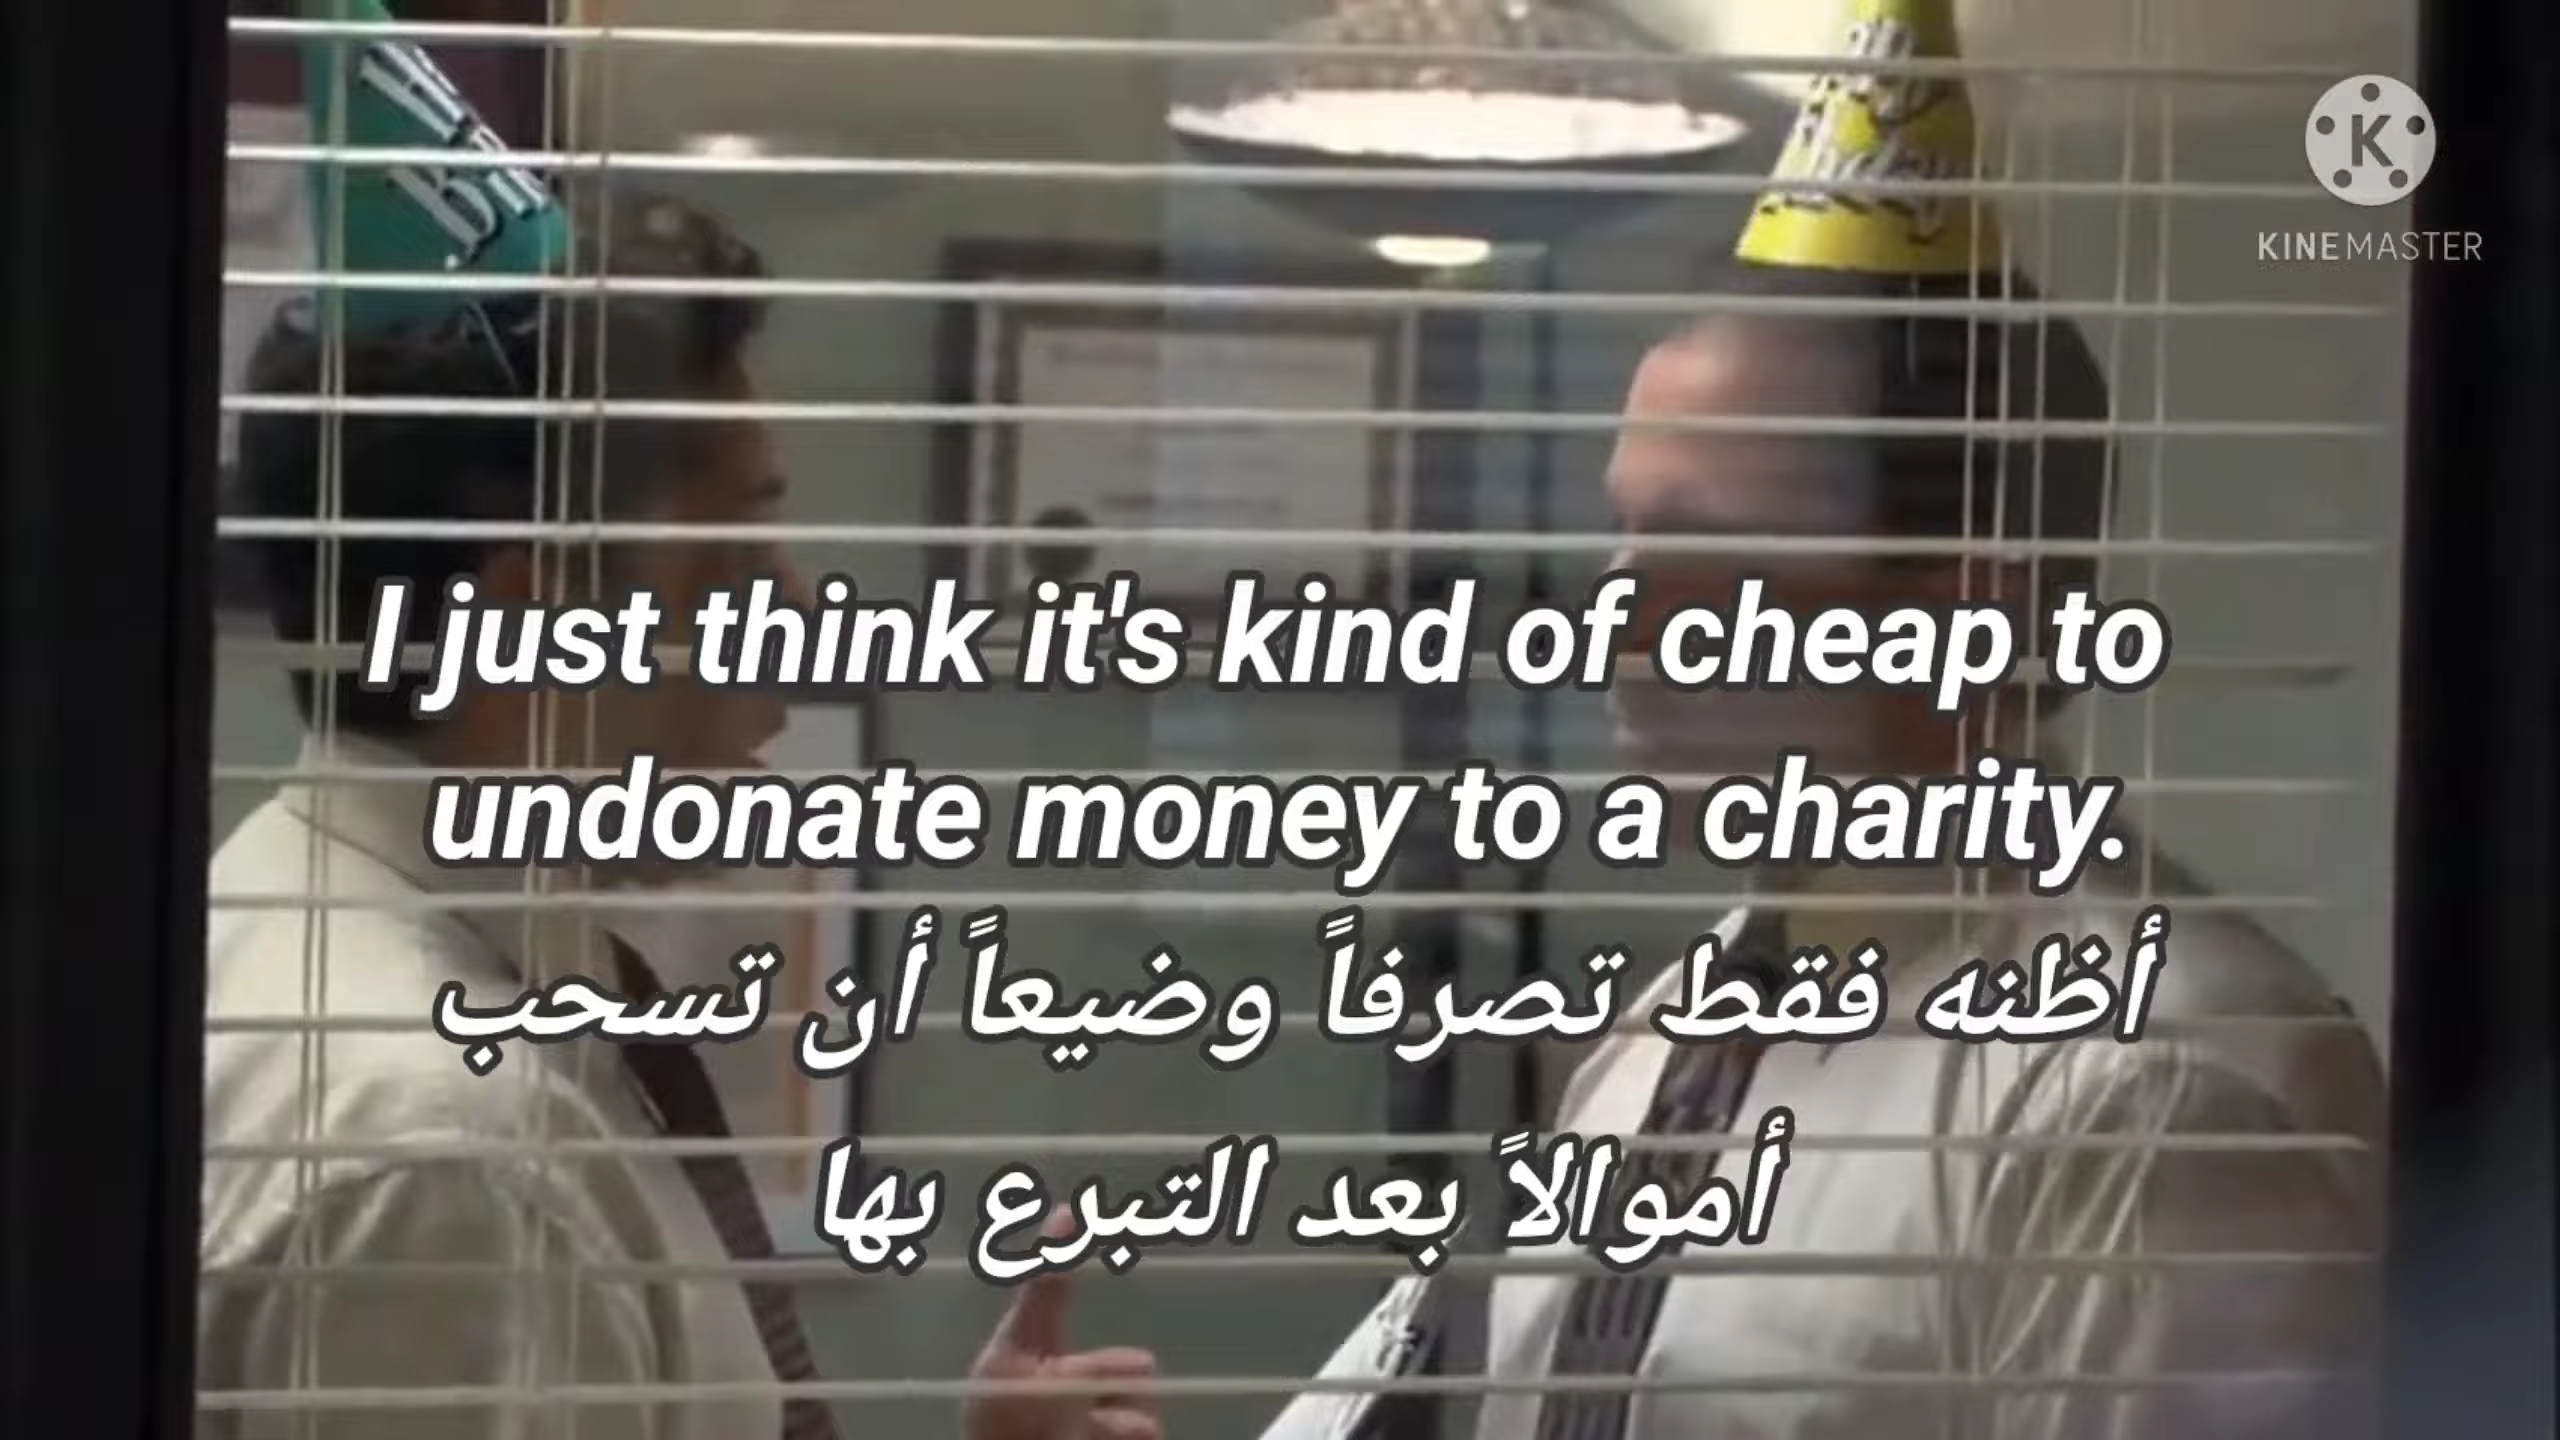 K
KINEMASTER
I just think it's kind of cheap to
undonate money to a charity.
أظنه فقط تصرفاً وضيعاً أن تسحب
أموالاً بعد التبرع بها